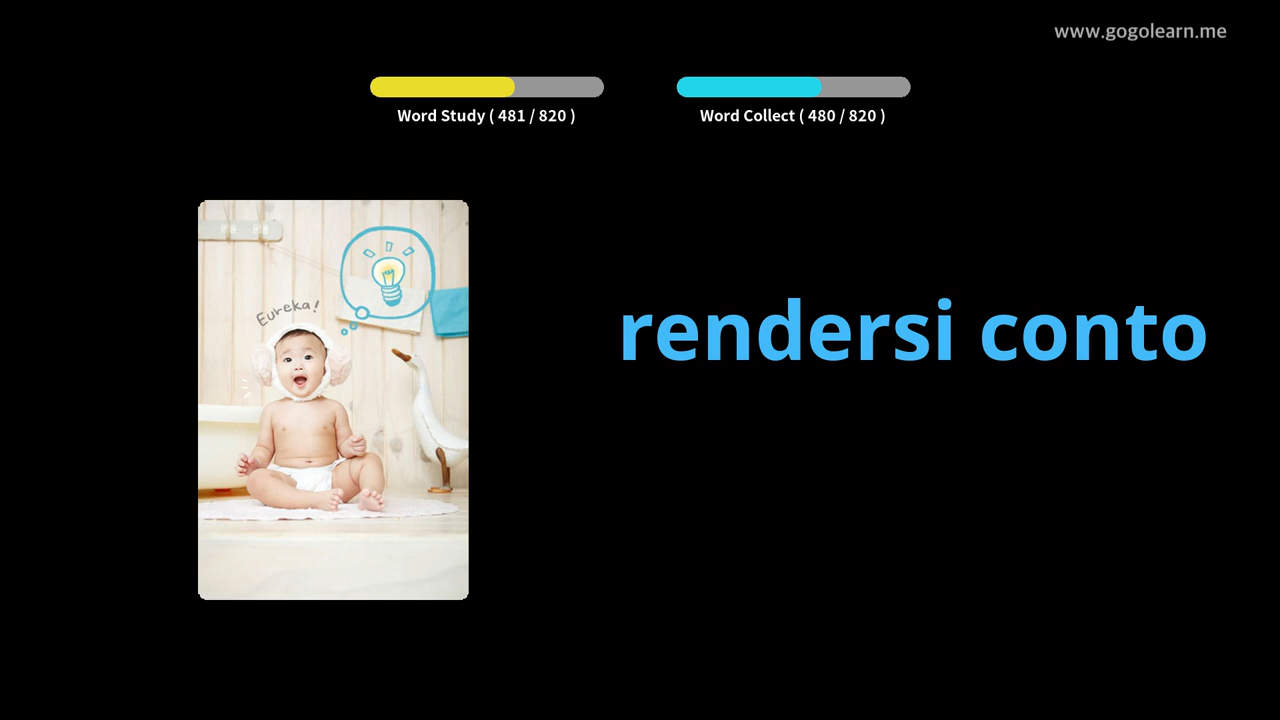 www.gogolearn.me
Word Study ( 481 / 820 )
Word Collect ( 480 / 820 )
Eureka!
rendersi conto